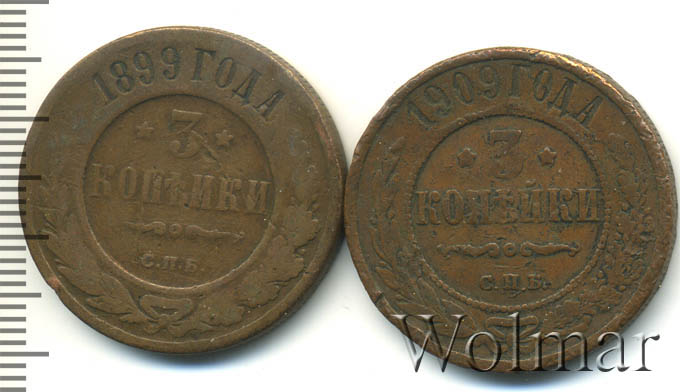 1899 ГОДА
3
КОПѢЙКИ
С.П.Б.
1909 ГОДА
3
КОПѢЙКИ
С.П.Б.
Wolmar